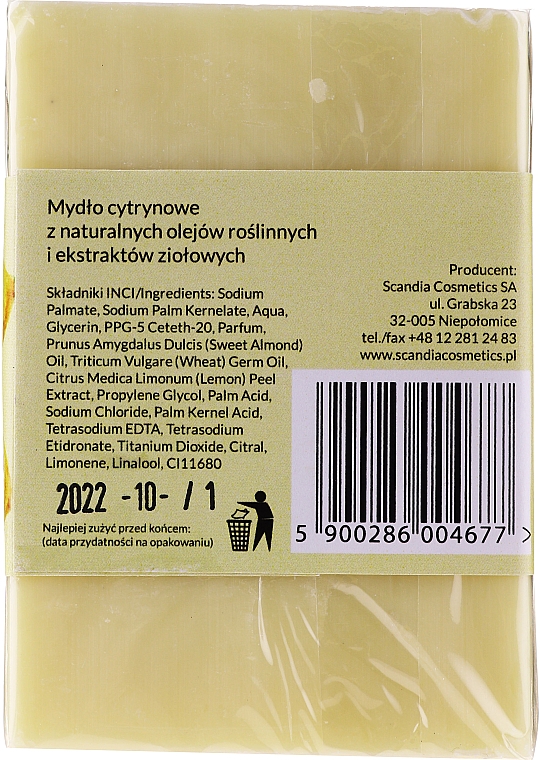 Mydło cytrynowe
z naturalnych olejów roślinnych
i ekstraktów ziołowych
Składniki INCI/Ingredients: Sodium
Palmate, Sodium Palm Kernelate, Aqua,
Glycerin, PPG-5 Ceteth-20, Parfum,
Prunus Amygdalus Dulcis (Sweet Almond)
Oil, Triticum Vulgare (Wheat) Germ Oil,
Citrus Medica Limonum (Lemon) Peel
Extract, Propylene Glycol, Palm Acid,
Sodium Chloride, Palm Kernel Acid,
Tetrasodium EDTA, Tetrasodium
Etidronate, Titanium Dioxide, Citral,
Limonene, Linalool, CI11680
2022 -10- / 1
Najlepiej zużyć przed końcem:
(data przydatności na opakowaniu)
Producent:
Scandia Cosmetics SA
ul. Grabska 23
32-005 Niepołomice
tel./fax +48 12 281 24 83
www.scandiacosmetics.pl
5 900286 004677 >